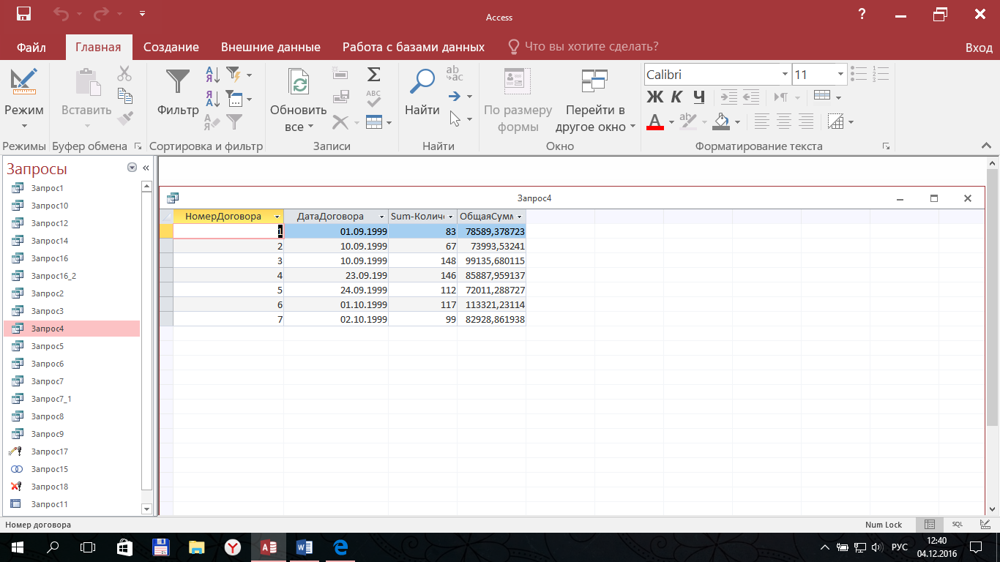 Access
?
Файл Главная Создание Внешние данные Работа с базами данных Что вы хотите сделать? Вход
Режим
Вставить
Фильтр
Обновить все
Найти
По размеру формы
Перейти в другое окно
Calibri 11
Ж К Ч
Режимы Буфер обмена Сортировка и фильтр Записи Найти Окно Форматирование текста
Запросы
Запрос1
Запрос10
Запрос12
Запрос14
Запрос16
Запрос16_2
Запрос2
Запрос3
Запрос4
Запрос5
Запрос6
Запрос7
Запрос7_1
Запрос8
Запрос9
Запрос17
Запрос15
Запрос18
Запрос11
Запрос4
НомерДоговора ДатаДоговора Sum-Количе ОбщаяСумм
1 01.09.1999 83 78589,378723
2 10.09.1999 67 73993,53241
3 10.09.1999 148 99135,680115
4 23.09.199 146 85887,959137
5 24.09.1999 112 72011,288727
6 01.10.1999 117 113321,23114
7 02.10.1999 99 82928,861938
Номер договора Num Lock SQL
РУС
12:40
04.12.2016